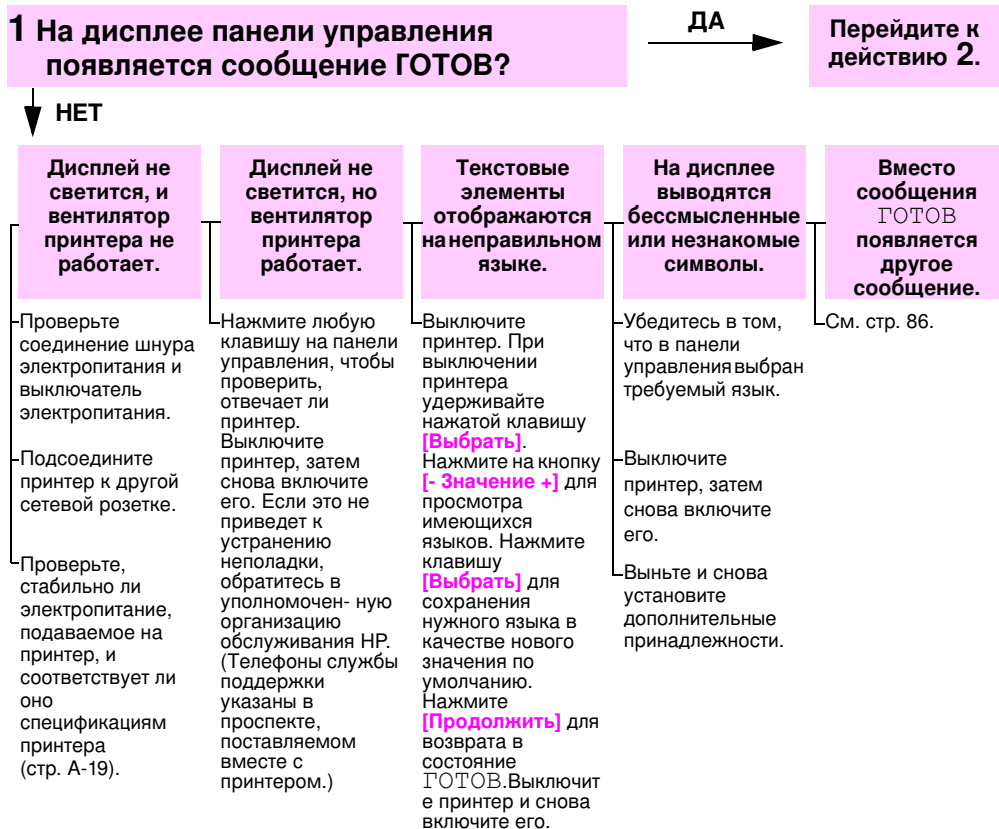 1 На дисплее панели управления
появляется сообщение ГОТОВ?
ДА
Перейдите к
действию 2.
НЕТ
Дисплей не
светится, и
вентилятор
принтера не
работает.
Проверьте
соединение шнура
электропитания и
выключатель
электропитания.
Подсоедините
принтер к другой
сетевой розетке.
Проверьте,
стабильно ли
электропитание,
подаваемое на
принтер, и
соответствует ли
оно
спецификациям
принтера
(стр. А-19).
Дисплей не
светится, но
вентилятор
принтера
работает.
Нажмите любую
клавишу на панели
управления, чтобы
проверить,
отвечает ли
принтер.
Выключите
принтер, затем
снова включите
его. Если это не
приведет к
устранению
неполадки,
обратитесь в
уполномочен- ную
организацию
обслуживания HP.
(Телефоны службы
поддержки
указаны в
проспекте,
поставляемом
вместе с
принтером.)
Текстовые
элементы
отображаются
на неправильном
языке.
Выключите
принтер. При
выключении
принтера
удерживайте
нажатой клавишу
[Выбрать].
Нажмите на кнопку
[- Значение +] для
просмотра
имеющихся
языков. Нажмите
клавишу
[Выбрать] для
сохранения
нужного языка в
качестве нового
значения по
умолчанию.
Нажмите
[Продолжить] для
возврата в
состояние
ГОТОВ.Выключит
е принтер и снова
включите его.
На дисплее
выводятся
бессмысленные
или незнакомые
символы.
Убедитесь в том,
что в панели
управления выбран
требуемый язык.
Выключите
принтер, затем
снова включите
его.
Выньте и снова
установите
дополнительные
принадлежности.
Вместо
сообщения
ГОТОВ
появляется
другое
сообщение.
См. стр. 86.